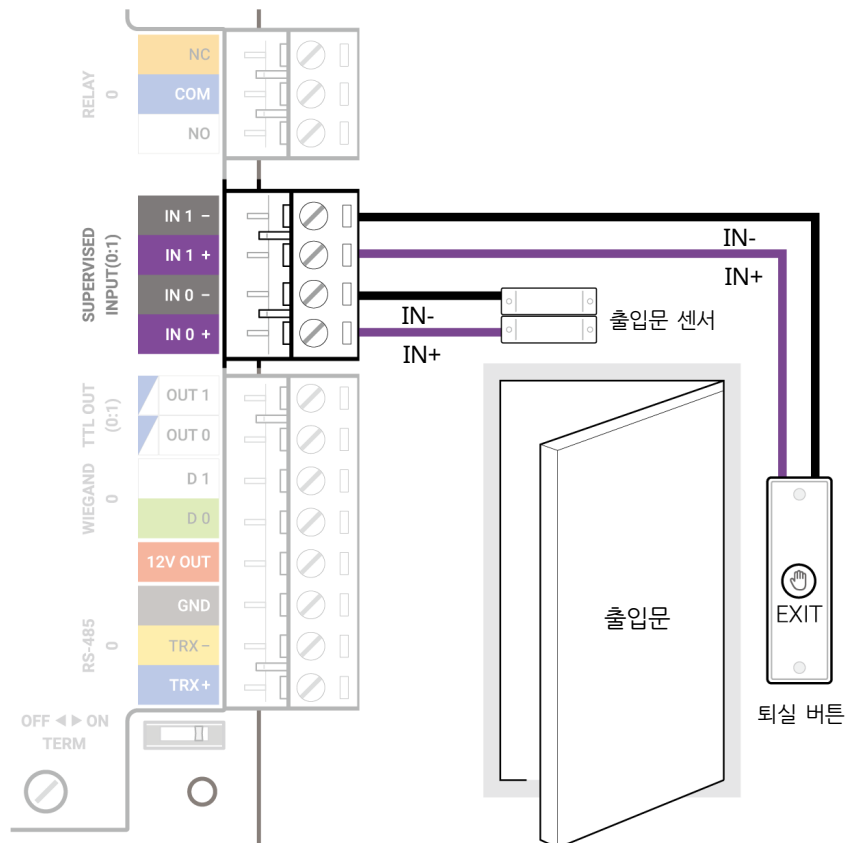 RELAY
0
NC
COM
NO
SUPERVISED
INPUT(0:1)
IN 1 –
IN 1 +
IN 0 –
IN 0 +
IN-
IN+
IN-
IN+
출입문 센서
TTL OUT
(0:1)
OUT 1
OUT 0
WIEGAND
0
D 1
D 0
12V OUT
RS-485
0
GND
TRX –
TRX +
OFF ◀ ▶ ON
TERM
출입문
EXIT
퇴실 버튼